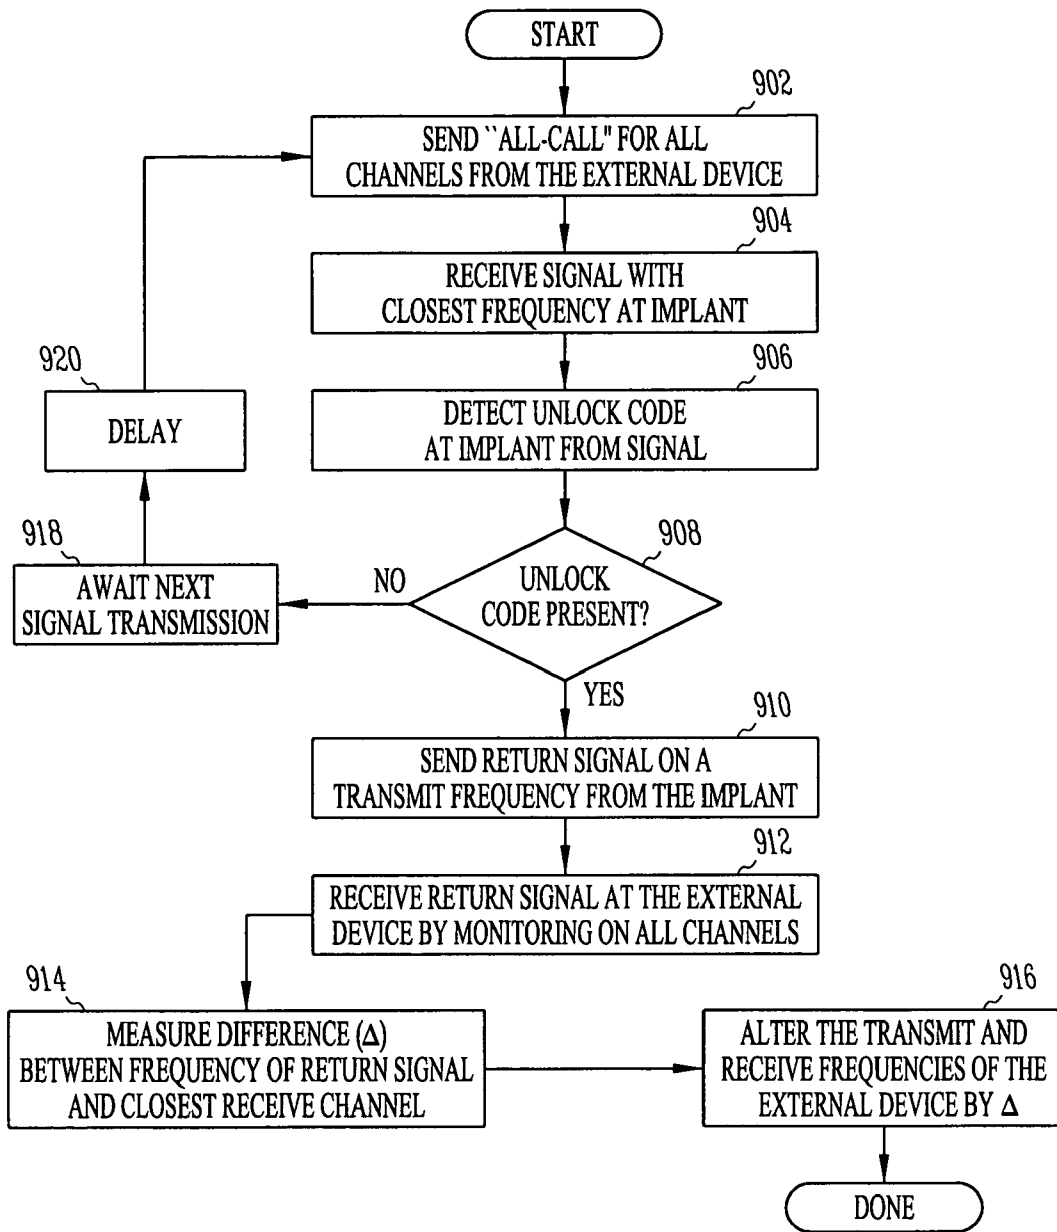 START
902
SEND ``ALL-CALL" FOR ALL
CHANNELS FROM THE EXTERNAL DEVICE
904
RECEIVE SIGNAL WITH
CLOSEST FREQUENCY AT IMPLANT
920
DELAY
906
DETECT UNLOCK CODE
AT IMPLANT FROM SIGNAL
918
AWAIT NEXT
SIGNAL TRANSMISSION
NO
908
UNLOCK
CODE PRESENT?
YES
910
SEND RETURN SIGNAL ON A
TRANSMIT FREQUENCY FROM THE IMPLANT
912
RECEIVE RETURN SIGNAL AT THE EXTERNAL
DEVICE BY MONITORING ON ALL CHANNELS
914
MEASURE DIFFERENCE (Δ)
BETWEEN FREQUENCY OF RETURN SIGNAL
AND CLOSEST RECEIVE CHANNEL
916
ALTER THE TRANSMIT AND
RECEIVE FREQUENCIES OF THE
EXTERNAL DEVICE BY Δ
DONE